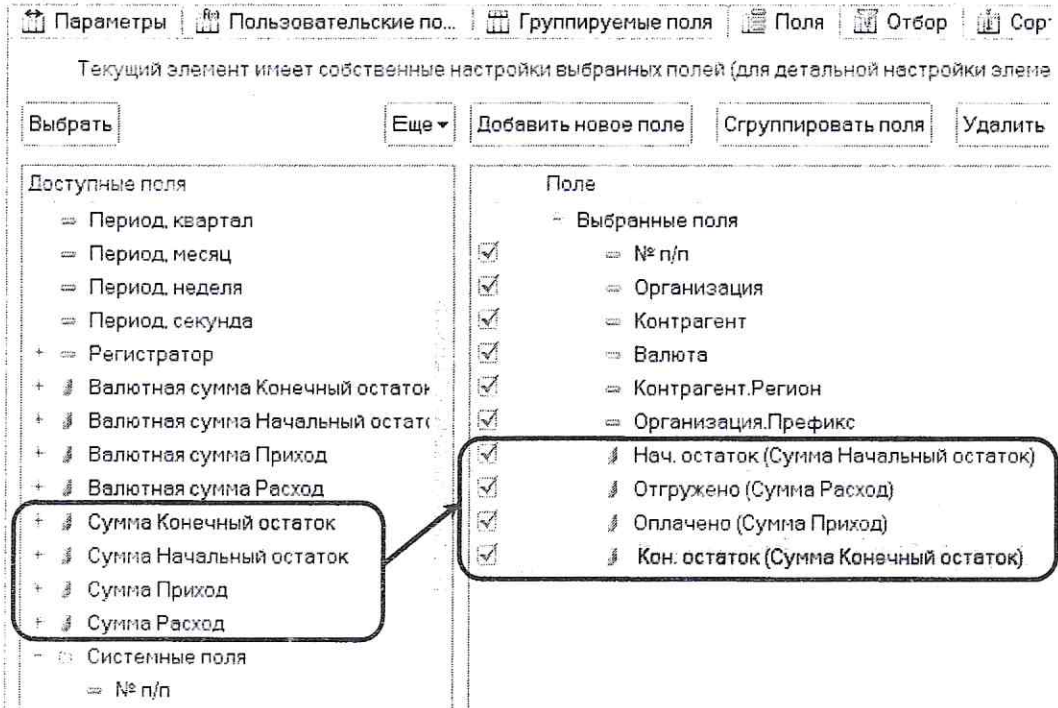 Параметры Пользовательские по... Группируемые поля Поля Отбор Сор
Текущий элемент имеет собственные настройки выбранных полей (для детальной настройки элеме
Выбрать Еще Добавить новое поле Сгруппировать поля Удалить
Доступные поля
Период, квартал
Период, месяц
Период, неделя
Период, секунда
Регистратор
Валютная сумма Конечный остаток
Валютная сумма Начальный остато
Валютная сумма Приход
Валютная сумма Расход
Сумма Конечный остаток
Сумма Начальный остаток
Сумма Приход
Сумма Расход
Системные поля
№ п/п
Поле
Выбранные поля
№ п/п
Организация
Контрагент
Валюта
Контрагент.Регион
Организация.Префикс
Нач. остаток (Сумма Начальный остаток)
Отгружено (Сумма Расход)
Оплачено (Сумма Приход)
Кон. остаток (Сумма Конечный остаток)